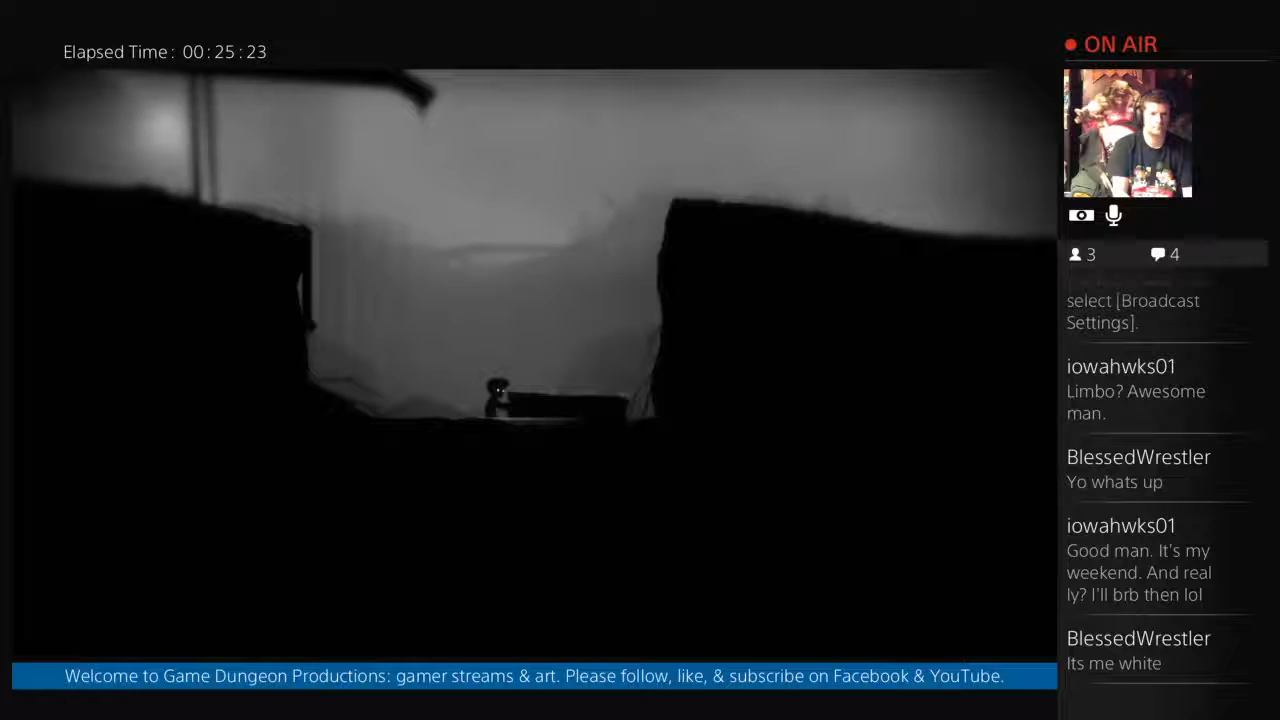 Elapsed Time: 00:25:23
ON AIR
3
4
select [Broadcast
Settings].
iowahwks01
Limbo? Awesome
man.
BlessedWrestler
Yo whats up
iowahwks01
Good man. It's my
weekend. And real
ly? I'll brb then lol
BlessedWrestler
Its me white
Welcome to Game Dungeon Productions: gamer streams & art. Please follow, like, & subscribe on Facebook & YouTube.